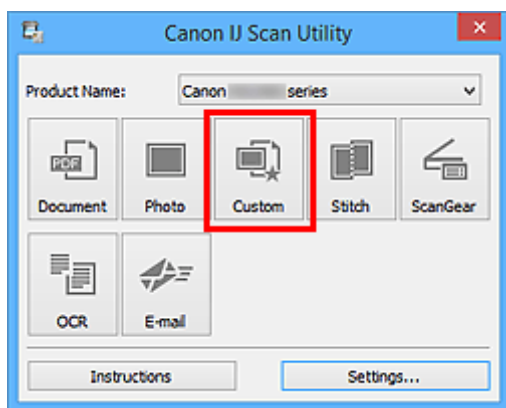 Canon IJ Scan Utility
Product Name: Canon series
Document Photo Custom Stitch ScanGear
PDF
OCR E-mail
Instructions Settings...